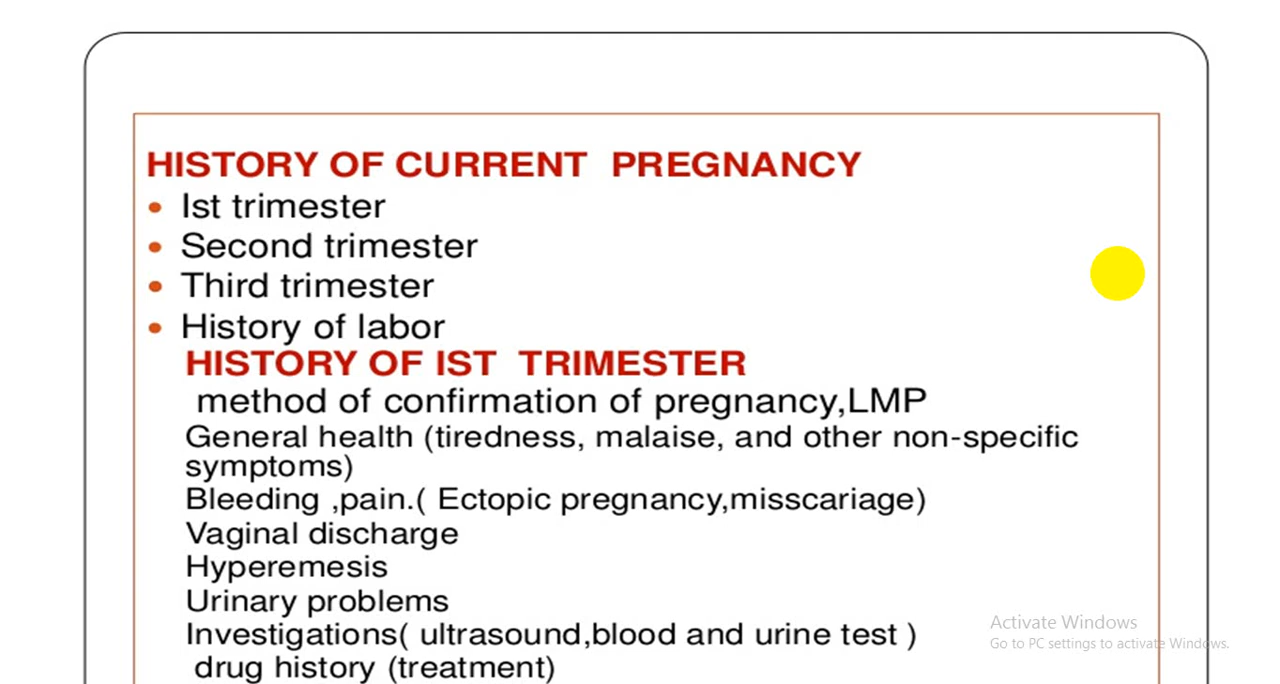 HISTORY OF CURRENT PREGNANCY
• Ist trimester
• Second trimester
• Third trimester
• History of labor
HISTORY OF IST TRIMESTER
method of confirmation of pregnancy,LMP
General health (tiredness, malaise, and other non-specific
symptoms)
Bleeding ,pain.( Ectopic pregnancy,misscariage)
Vaginal discharge
Hyperemesis
Urinary problems
Investigations( ultrasound,blood and urine test )
drug history (treatment)
Activate Windows
Go to PC settings to activate Windows.